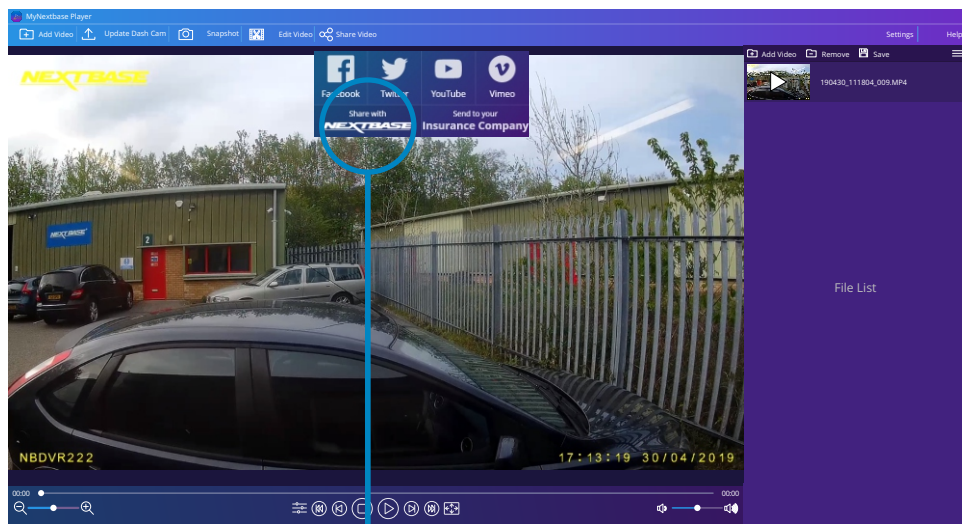 MyNextbase Player
Add Video Update Dash Cam Snapshot Edit Video Share Video Settings Help
Add Video Remove Save
NEXTBASE
Facebook Twitter YouTube Vimeo
Share with
NEXTBASE
Send to your
Insurance Company
190430_111804_009.MP4
NEXTBASE
2
File List
NBDVR222
17:13:19 30/04/2019
00:00
00:00